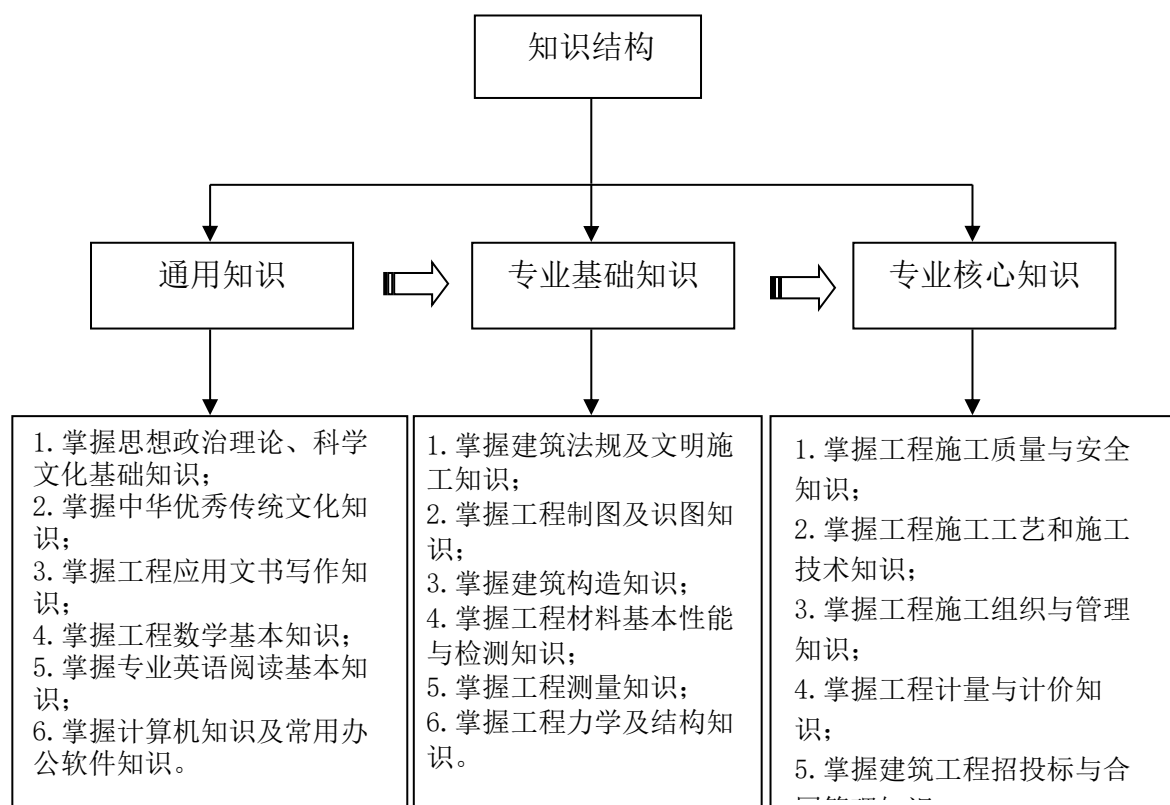 知识结构
通用知识
专业基础知识
专业核心知识
1.掌握思想政治理论、科学
文化基础知识;
2.掌握中华优秀传统文化知
识;
3.掌握工程应用文书写作知
识;
4.掌握工程数学基本知识;
5.掌握专业英语阅读基本知
识;
6.掌握计算机知识及常用办
公软件知识。
1.掌握建筑法规及文明施
工知识;
2.掌握工程制图及识图知
识;
3.掌握建筑构造知识;
4.掌握工程材料基本性能
与检测知识;
5.掌握工程测量知识;
6.掌握工程力学及结构知
识。
1.掌握工程施工质量与安全
知识;
2.掌握工程施工工艺和施工
技术知识;
3.掌握工程施工组织与管理
知识;
4.掌握工程计量与计价知
识;
5.掌握建筑工程招投标与合